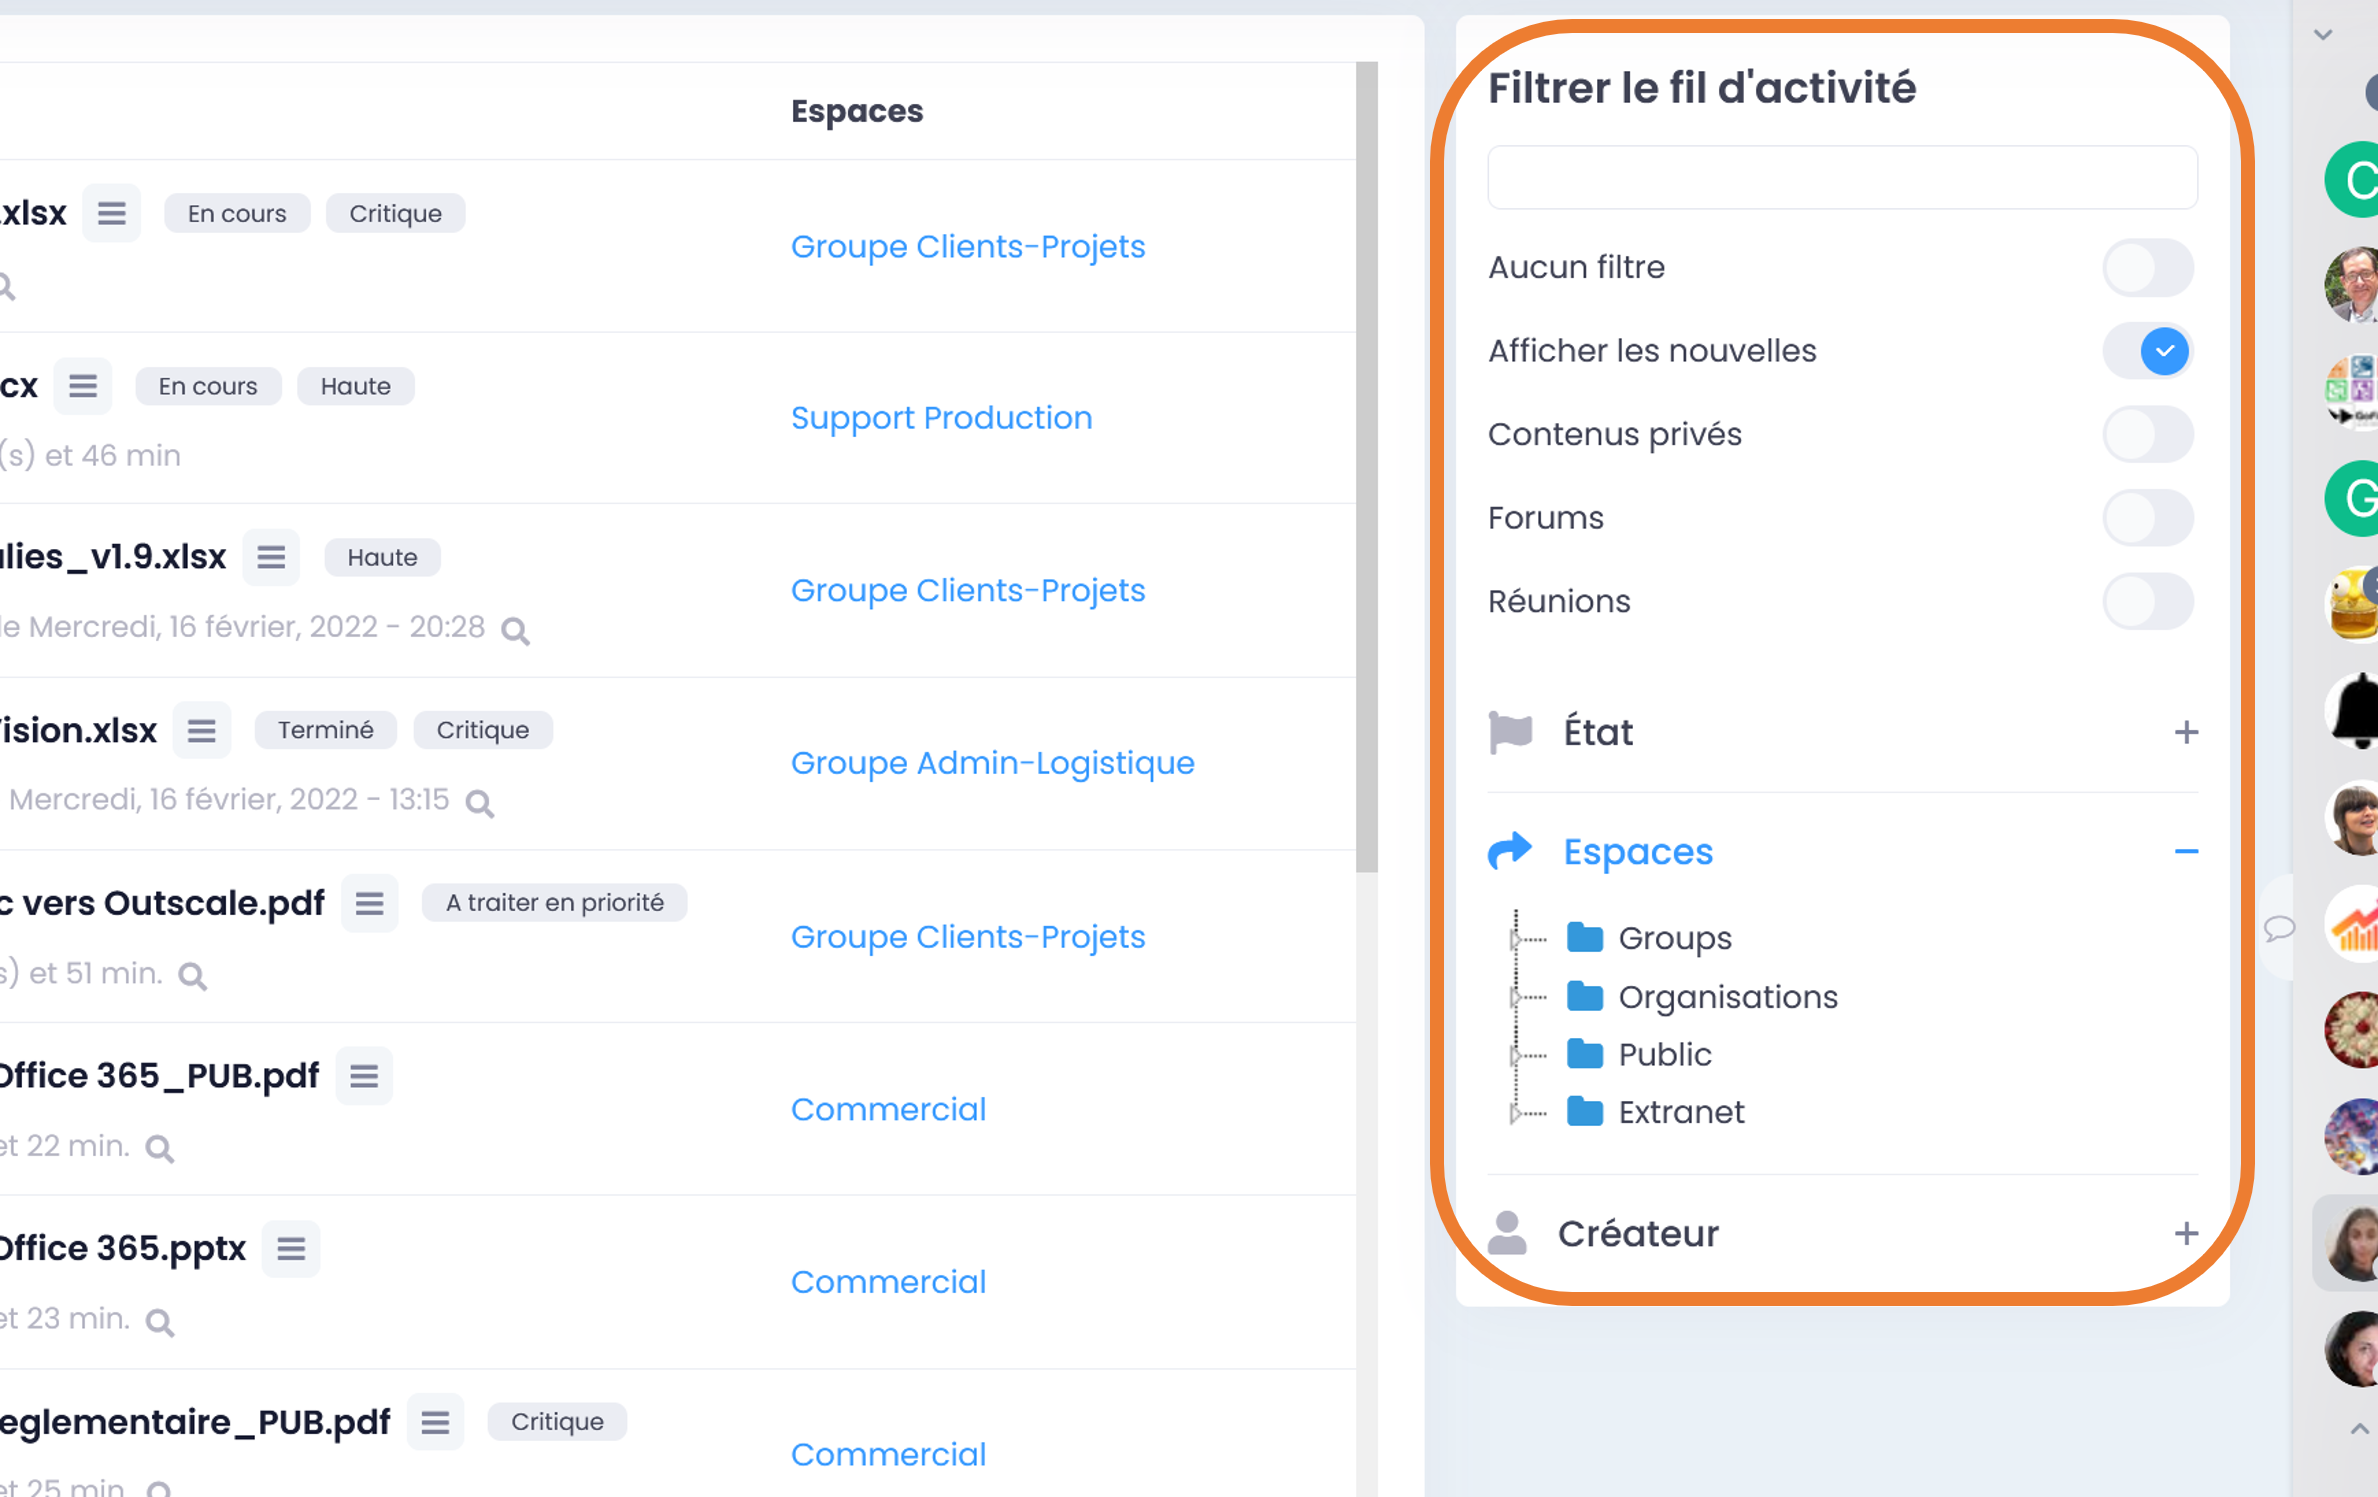 Espaces
.xlsx En cours Critique
Groupe Clients-Projets
cx En cours Haute
(s) et 46 min
Support Production
alies_v1.9.xlsx Haute
le Mercredi, 16 février, 2022 - 20:28
Groupe Clients-Projets
ision.xlsx Terminé Critique
Mercredi, 16 février, 2022 - 13:15
Groupe Admin-Logistique
c vers Outscale.pdf A traiter en priorité
s) et 51 min.
Groupe Clients-Projets
Office 365_PUB.pdf
et 22 min.
Commercial
Office 365.pptx
et 23 min.
Commercial
eglementaire_PUB.pdf Critique
et 25 min
Commercial
Filtrer le fil d'activité
Aucun filtre
Afficher les nouvelles
Contenus privés
Forums
Réunions
État
Espaces
Groups
Organisations
Public
Extranet
Créateur
C
G